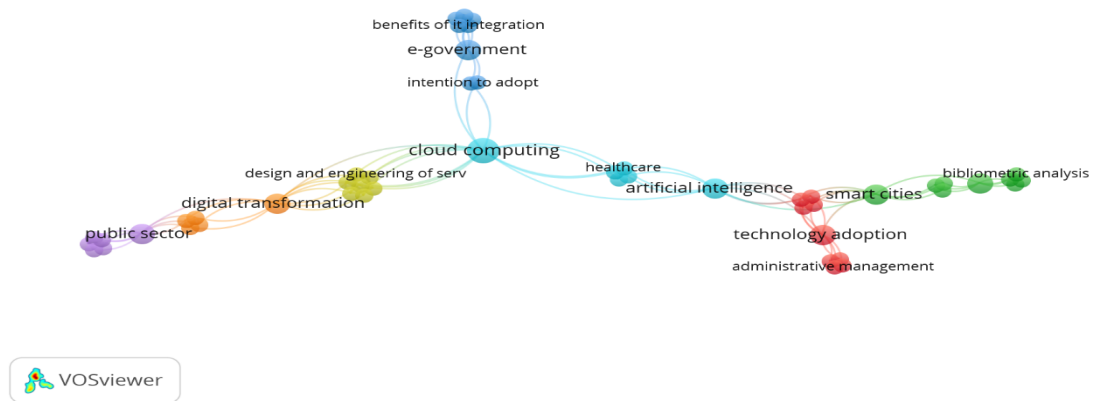 benefits of it integration
e-government
intention to adopt
cloud computing
healthcare
design and engineering of serv
artificial intelligence
bibliometric analysis
digital transformation
smart cities
public sector
technology adoption
administrative management
VOSviewer